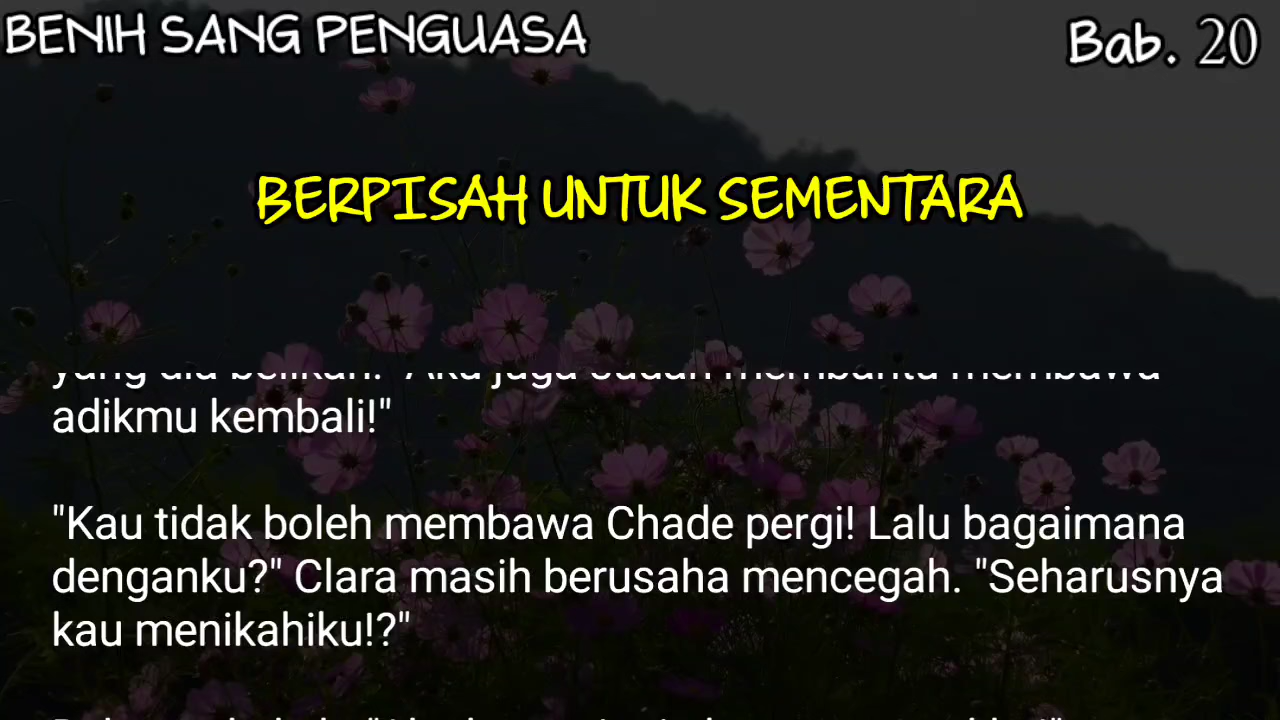 BENIH SANG PENGUASA
Bab. 20
BERPISAH UNTUK SEMENTARA
adikmu kembali!"
"Kau tidak boleh membawa Chade pergi! Lalu bagaimana
denganku?" Clara masih berusaha mencegah. "Seharusnya
kau menikahiku!?"